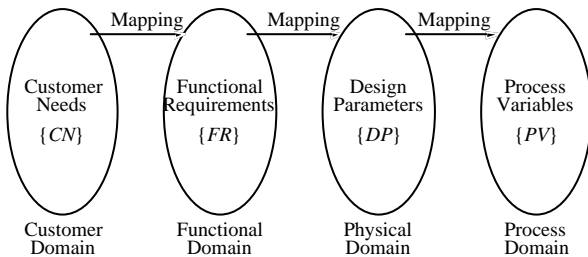 Mapping Mapping Mapping
Customer Functional Design Process
Needs Requirements Parameters Variables
{CN} {FR} {DP} {PV}
Customer Functional Physical Process
Domain Domain Domain Domain